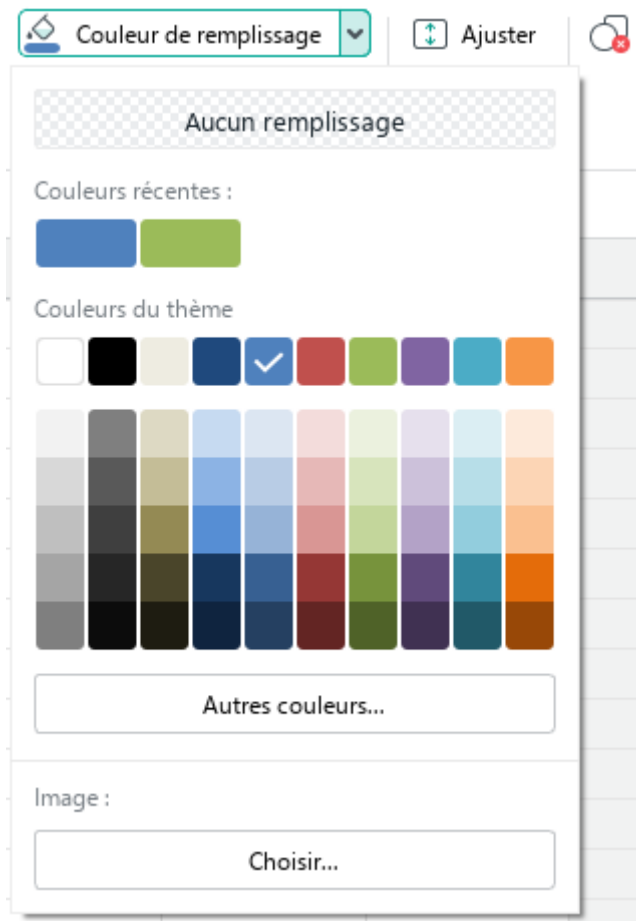 Couleur de remplissage
Ajuster
Aucun remplissage
Couleurs récentes :
Couleurs du thème
Autres couleurs...
Image :
Choisir...